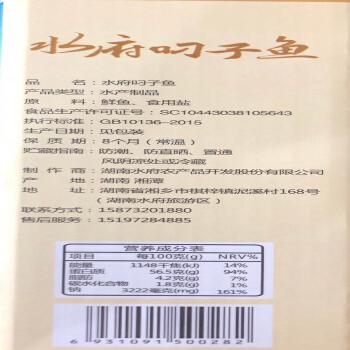 水府叼子鱼
品名：水府叼子鱼
产品类型：水产制品
原料：鲜鱼、食用盐
食品生产许可证号：SC10443038105643
执行标准：GB10136-2015
生产日期：见包装
保质期：8个月（常温）
贮藏指南：防潮、防直晒、置通
风阴凉处或冷藏
制作商：湖南水府农产品开发股份有限公司
产地：湖南 湘潭
地址：湖南省湘乡市棋梓镇泥溪村168号
（湖南水府旅游区）
联系方式：15873201880
售后服务：15197284885
营养成分表
项目 每100克(g) NRV%
能量 1148千焦(kJ) 14%
蛋白质 56.5克(g) 94%
脂肪 4.2克(g) 7%
碳水化合物 1.8克(g) 1%
钠 3222毫克(mg) 161%
6 931091 500282